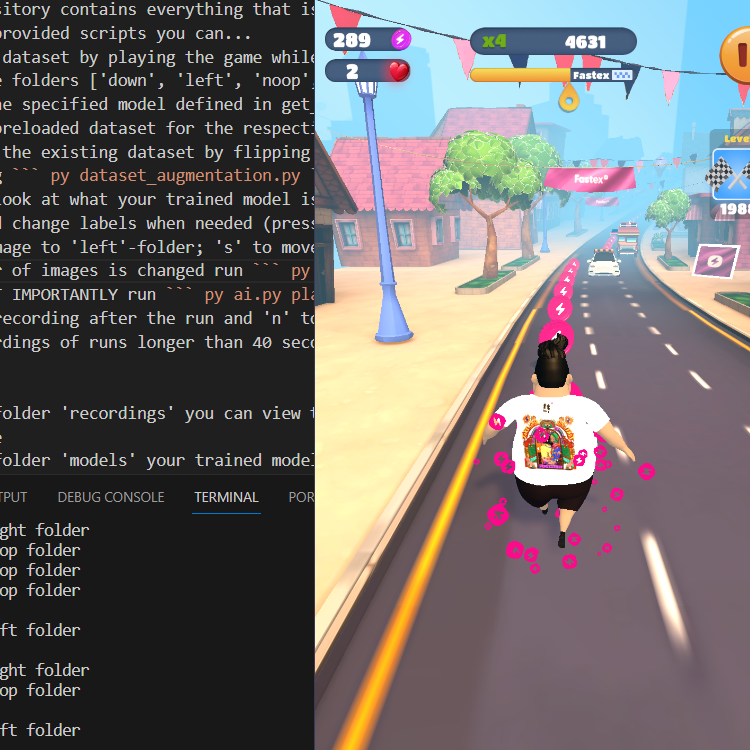 sitory contains everything that is
provided scripts you can...
dataset by playing the game while
e folders ['down', 'left', 'noop',
he specified model defined in get_
preloaded dataset for the respecti
the existing dataset by flipping
g ``` py dataset_augmentation.py `
look at what your trained model is
d change labels when needed (press
mage to 'left'-folder; 's' to move
r of images is changed run ``` py
T IMPORTANTLY run ``` py ai.py pla
recording after the run and 'n' to
rdings of runs longer than 40 seco
folder 'recordings' you can view t
e
folder 'models' your trained model
TPUT DEBUG CONSOLE TERMINAL POR
ght folder
op folder
op folder
op folder
ft folder
ght folder
op folder
ft folder
289
x4 4631
2
Fastex
Fastex
Leve
1988